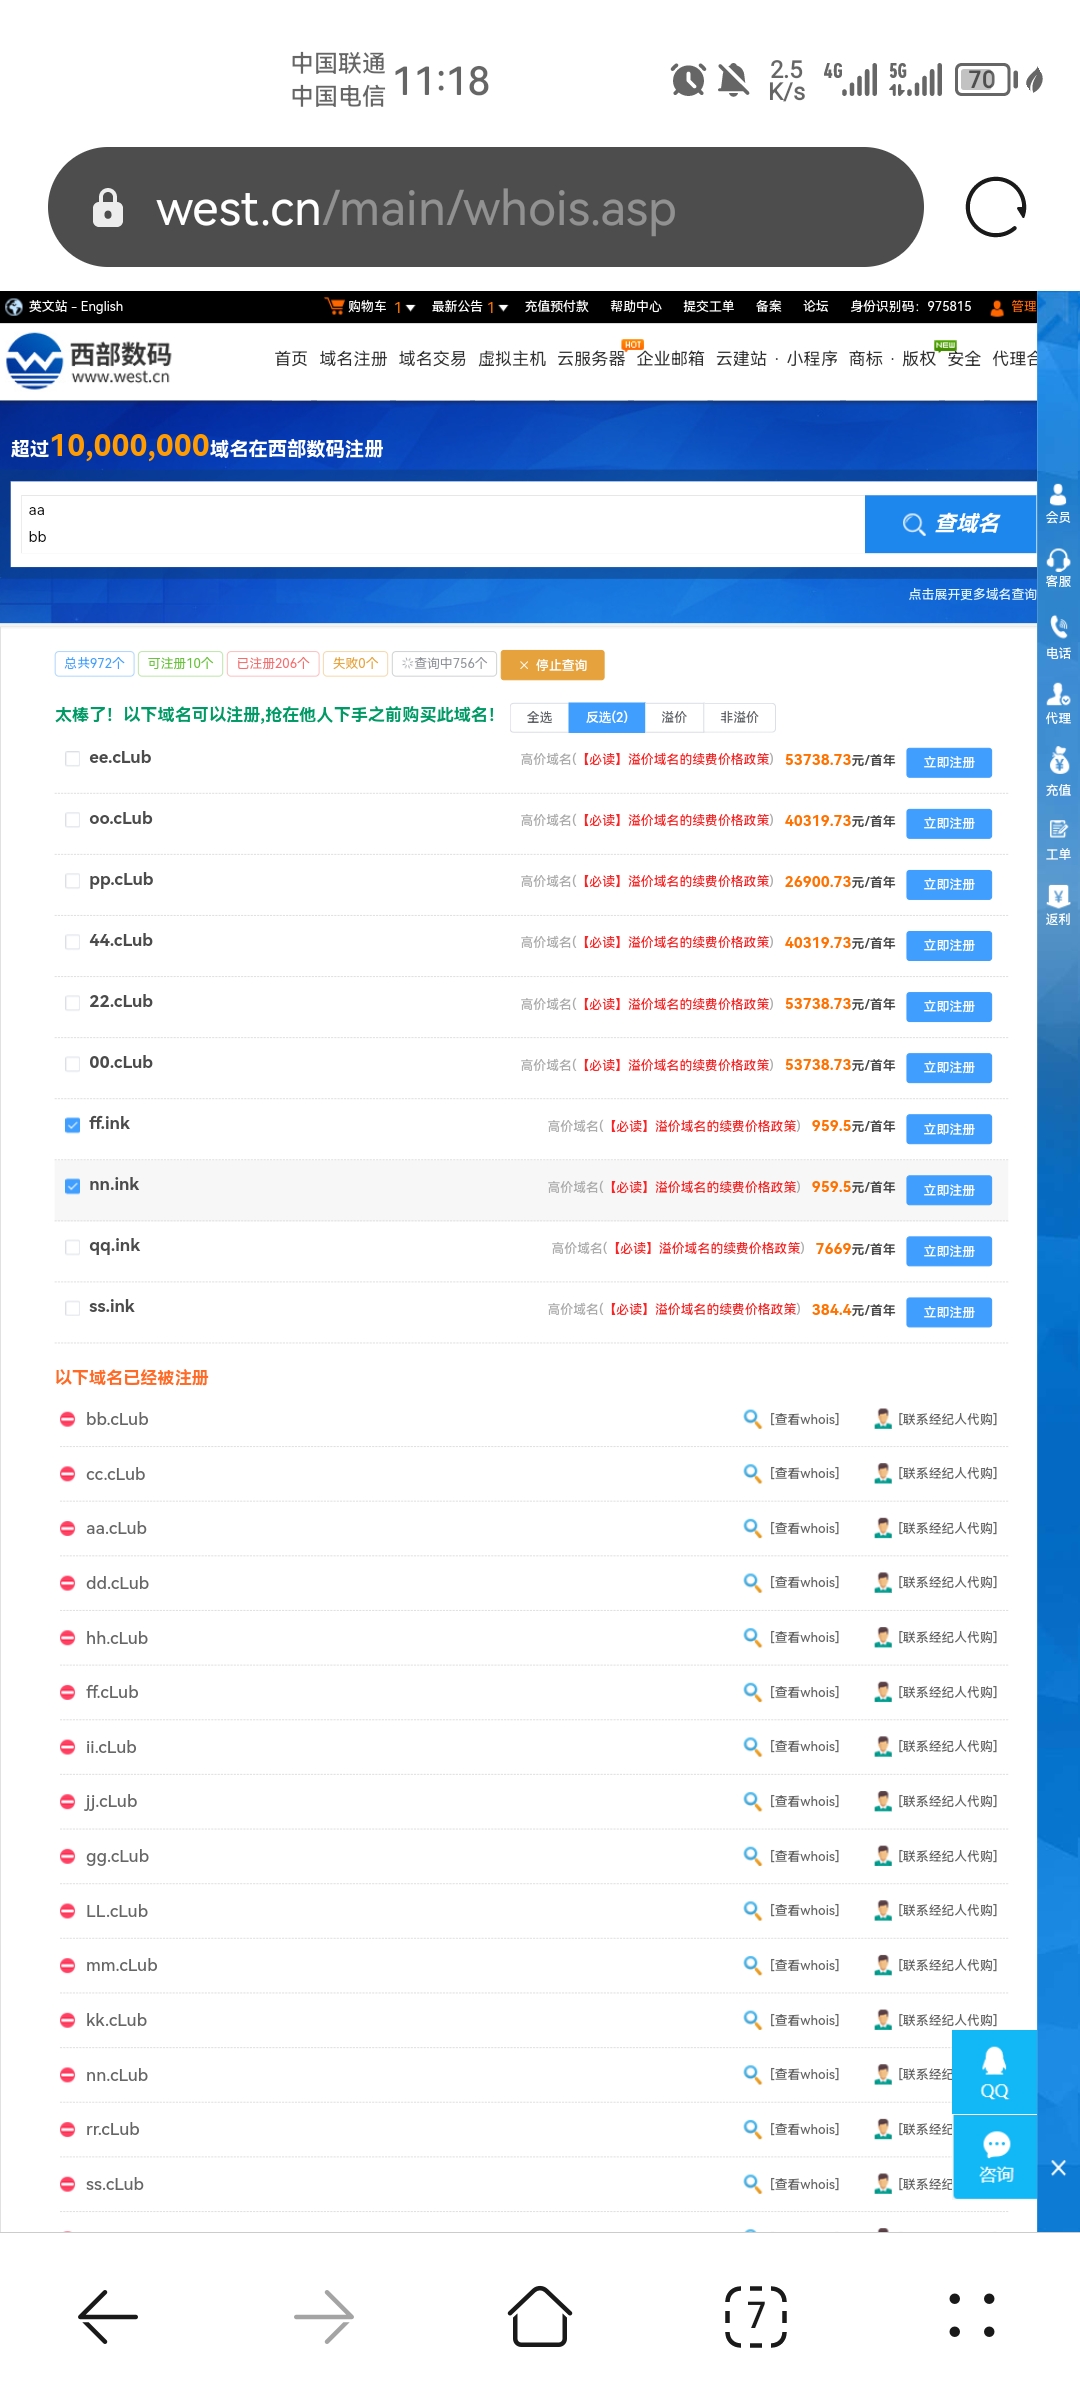 中国联通
中国电信
11:18
2.5
K/s
4G
5G
70
west.cn/main/whois.asp
英文站 - English
购物车 1
最新公告 1
充值预付款
帮助中心
提交工单
备案
论坛
身份识别码：975815
管理
西部数码
www.west.cn
首页 域名注册 域名交易 虚拟主机 云服务器 HOT 企业邮箱 云建站 · 小程序 商标 · 版权 NEW 安全 代理合
超过10,000,000域名在西部数码注册
aa
bb
查域名
点击展开更多域名查询
会员
客服
电话
代理
充值
工单
返利
总共972个 可注册10个 已注册206个 失败0个 查询中756个 × 停止查询
太棒了！以下域名可以注册,抢在他人下手之前购买此域名！ 全选 反选(2) 溢价 非溢价
ee.cLub 高价域名(【必读】溢价域名的续费价格政策) 53738.73元/首年 立即注册
oo.cLub 高价域名(【必读】溢价域名的续费价格政策) 40319.73元/首年 立即注册
pp.cLub 高价域名(【必读】溢价域名的续费价格政策) 26900.73元/首年 立即注册
44.cLub 高价域名(【必读】溢价域名的续费价格政策) 40319.73元/首年 立即注册
22.cLub 高价域名(【必读】溢价域名的续费价格政策) 53738.73元/首年 立即注册
00.cLub 高价域名(【必读】溢价域名的续费价格政策) 53738.73元/首年 立即注册
ff.ink 高价域名(【必读】溢价域名的续费价格政策) 959.5元/首年 立即注册
nn.ink 高价域名(【必读】溢价域名的续费价格政策) 959.5元/首年 立即注册
qq.ink 高价域名(【必读】溢价域名的续费价格政策) 7669元/首年 立即注册
ss.ink 高价域名(【必读】溢价域名的续费价格政策) 384.4元/首年 立即注册
以下域名已经被注册
bb.cLub [查看whois] [联系经纪人代购]
cc.cLub [查看whois] [联系经纪人代购]
aa.cLub [查看whois] [联系经纪人代购]
dd.cLub [查看whois] [联系经纪人代购]
hh.cLub [查看whois] [联系经纪人代购]
ff.cLub [查看whois] [联系经纪人代购]
ii.cLub [查看whois] [联系经纪人代购]
jj.cLub [查看whois] [联系经纪人代购]
gg.cLub [查看whois] [联系经纪人代购]
LL.cLub [查看whois] [联系经纪人代购]
mm.cLub [查看whois] [联系经纪人代购]
kk.cLub [查看whois] [联系经纪人代购]
nn.cLub [查看whois] [联系经
rr.cLub [查看whois] [联系经
ss.cLub [查看whois] [联系经纪
QQ
咨询
7